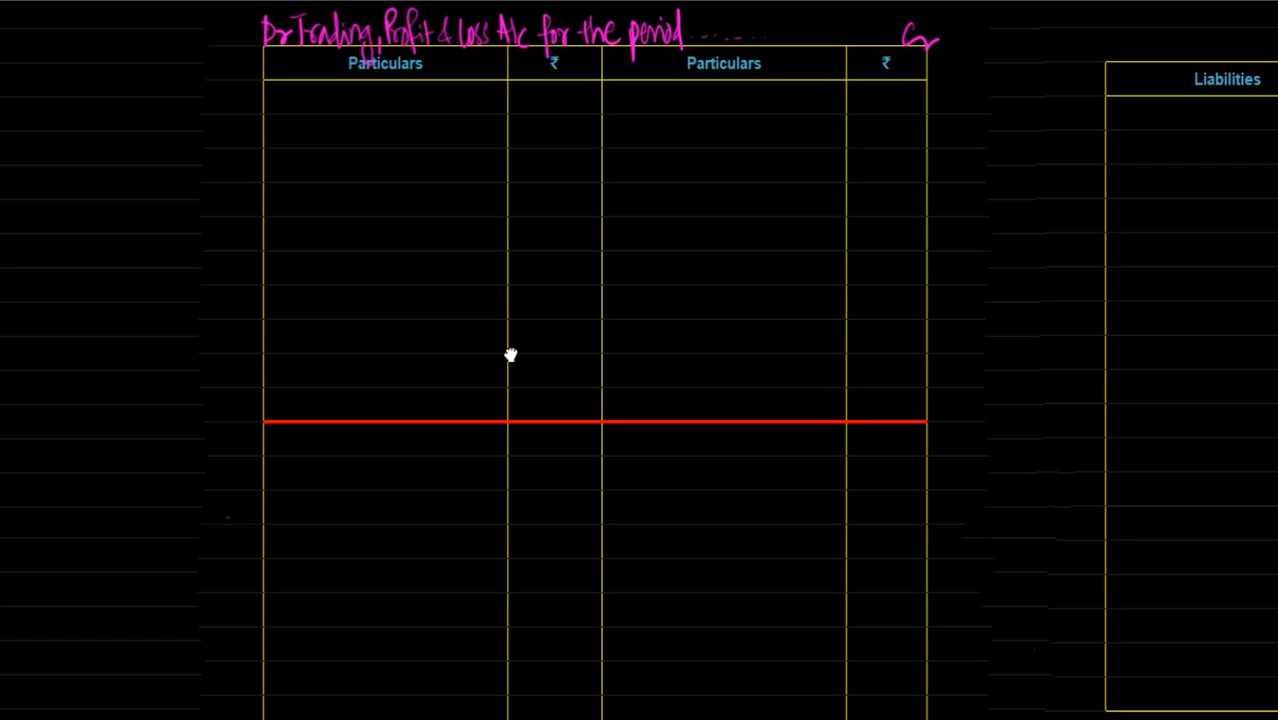 Dr Trading, Profit & Loss A/c for the period ........ Cr
Particulars ₹ Particulars ₹
Liabilities